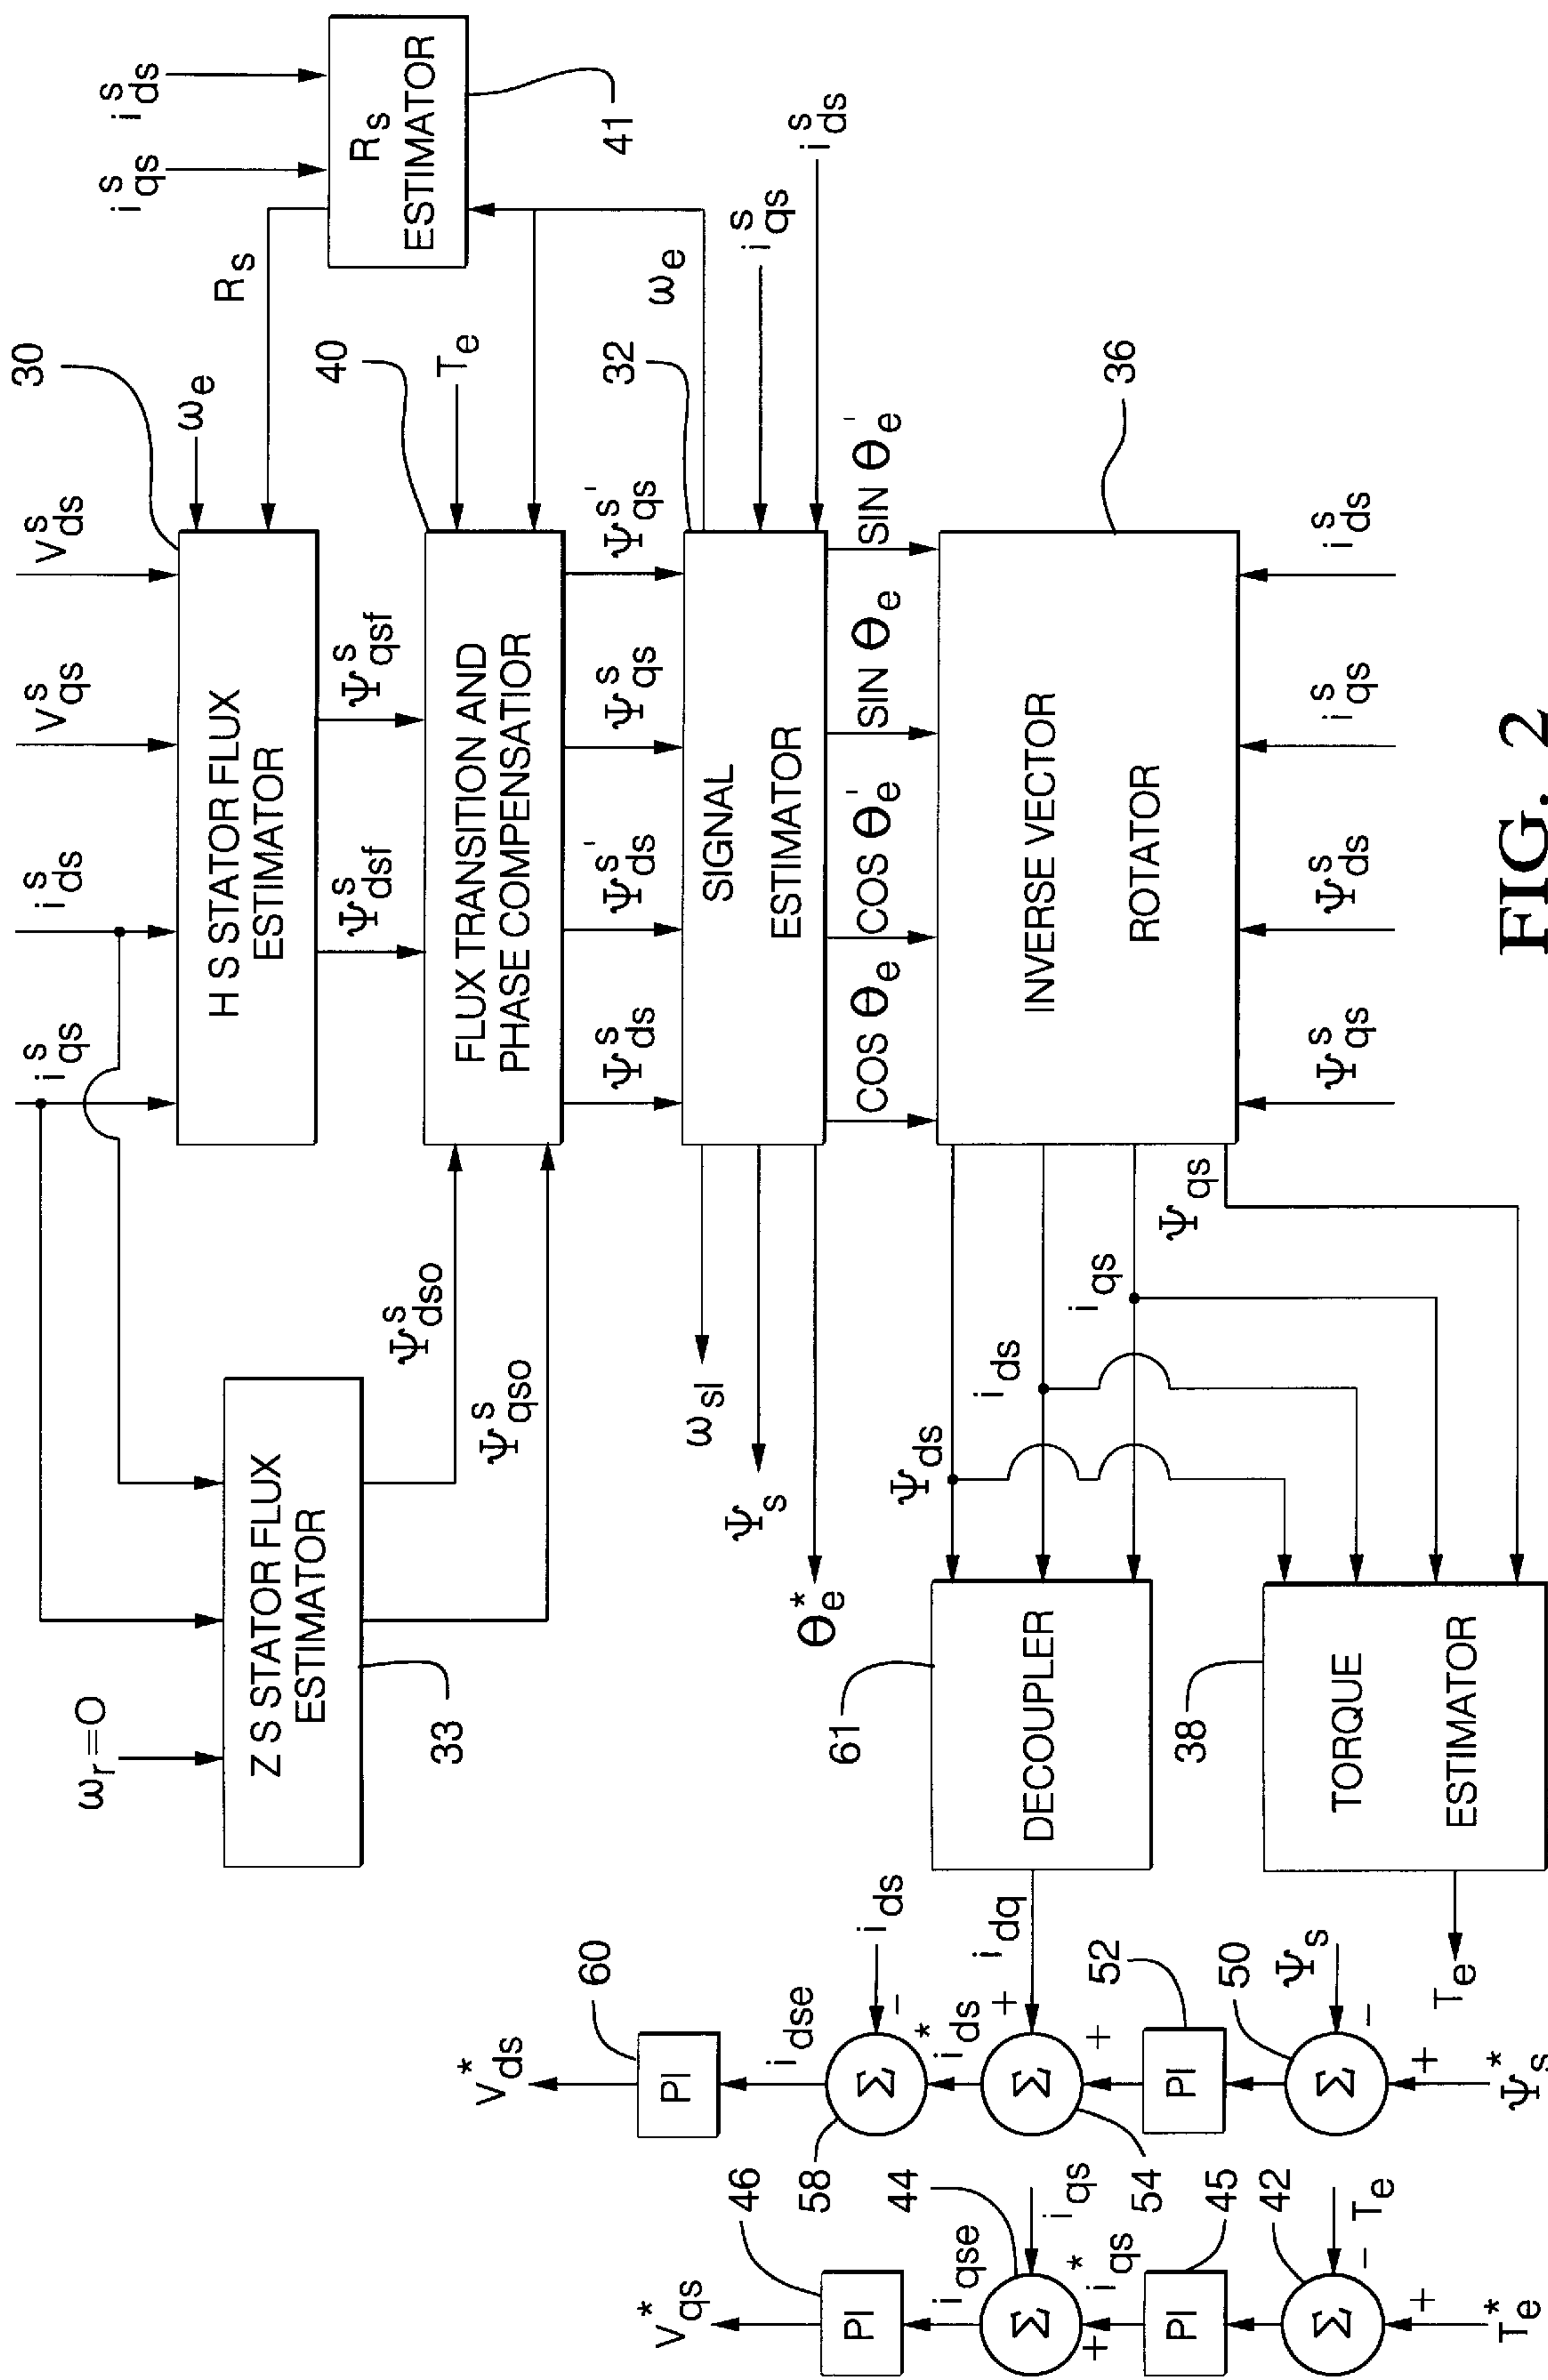 i^s_qs
i^s_ds
V^s_qs
V^s_ds
30
ω_e
R_s
i^s_qs
i^s_ds
H S STATOR FLUX
ESTIMATOR
R_s
ESTIMATOR
41
ω_r=0
Z S STATOR FLUX
ESTIMATOR
33
Ψ^s_dsf
Ψ^s_qsf
40
T_e
Ψ^s_dso
Ψ^s_qso
FLUX TRANSITION AND
PHASE COMPENSATIOR
Ψ^s_ds
Ψ^s'_ds
Ψ^s_qs
Ψ^s'_qs
32
ω_e
SIGNAL
ESTIMATOR
i^s_qs
i^s_ds
ω_sl
Ψ_s
θ*_e
COS θ_e
COS θ_e'
SIN θ_e
SIN θ_e'
INVERSE VECTOR
ROTATOR
36
Ψ^s_qs
Ψ^s_ds
i^s_qs
i^s_ds
Ψ_ds
i_ds
i_qs
Ψ_qs
61
DECOUPLER
38
TORQUE
ESTIMATOR
T_e
i_dq
V*_ds
60
PI
i_dse
i_ds
−
Σ
58
i*_ds
+
Σ
54
+
52
PI
50
Ψ_s
−
Σ
+
Ψ*_s
V*_qs
46
PI
i_qse
44
Σ
i_qs
+
i*_qs
45
PI
42
Σ
−
T_e
+
T*_e
FIG. 2